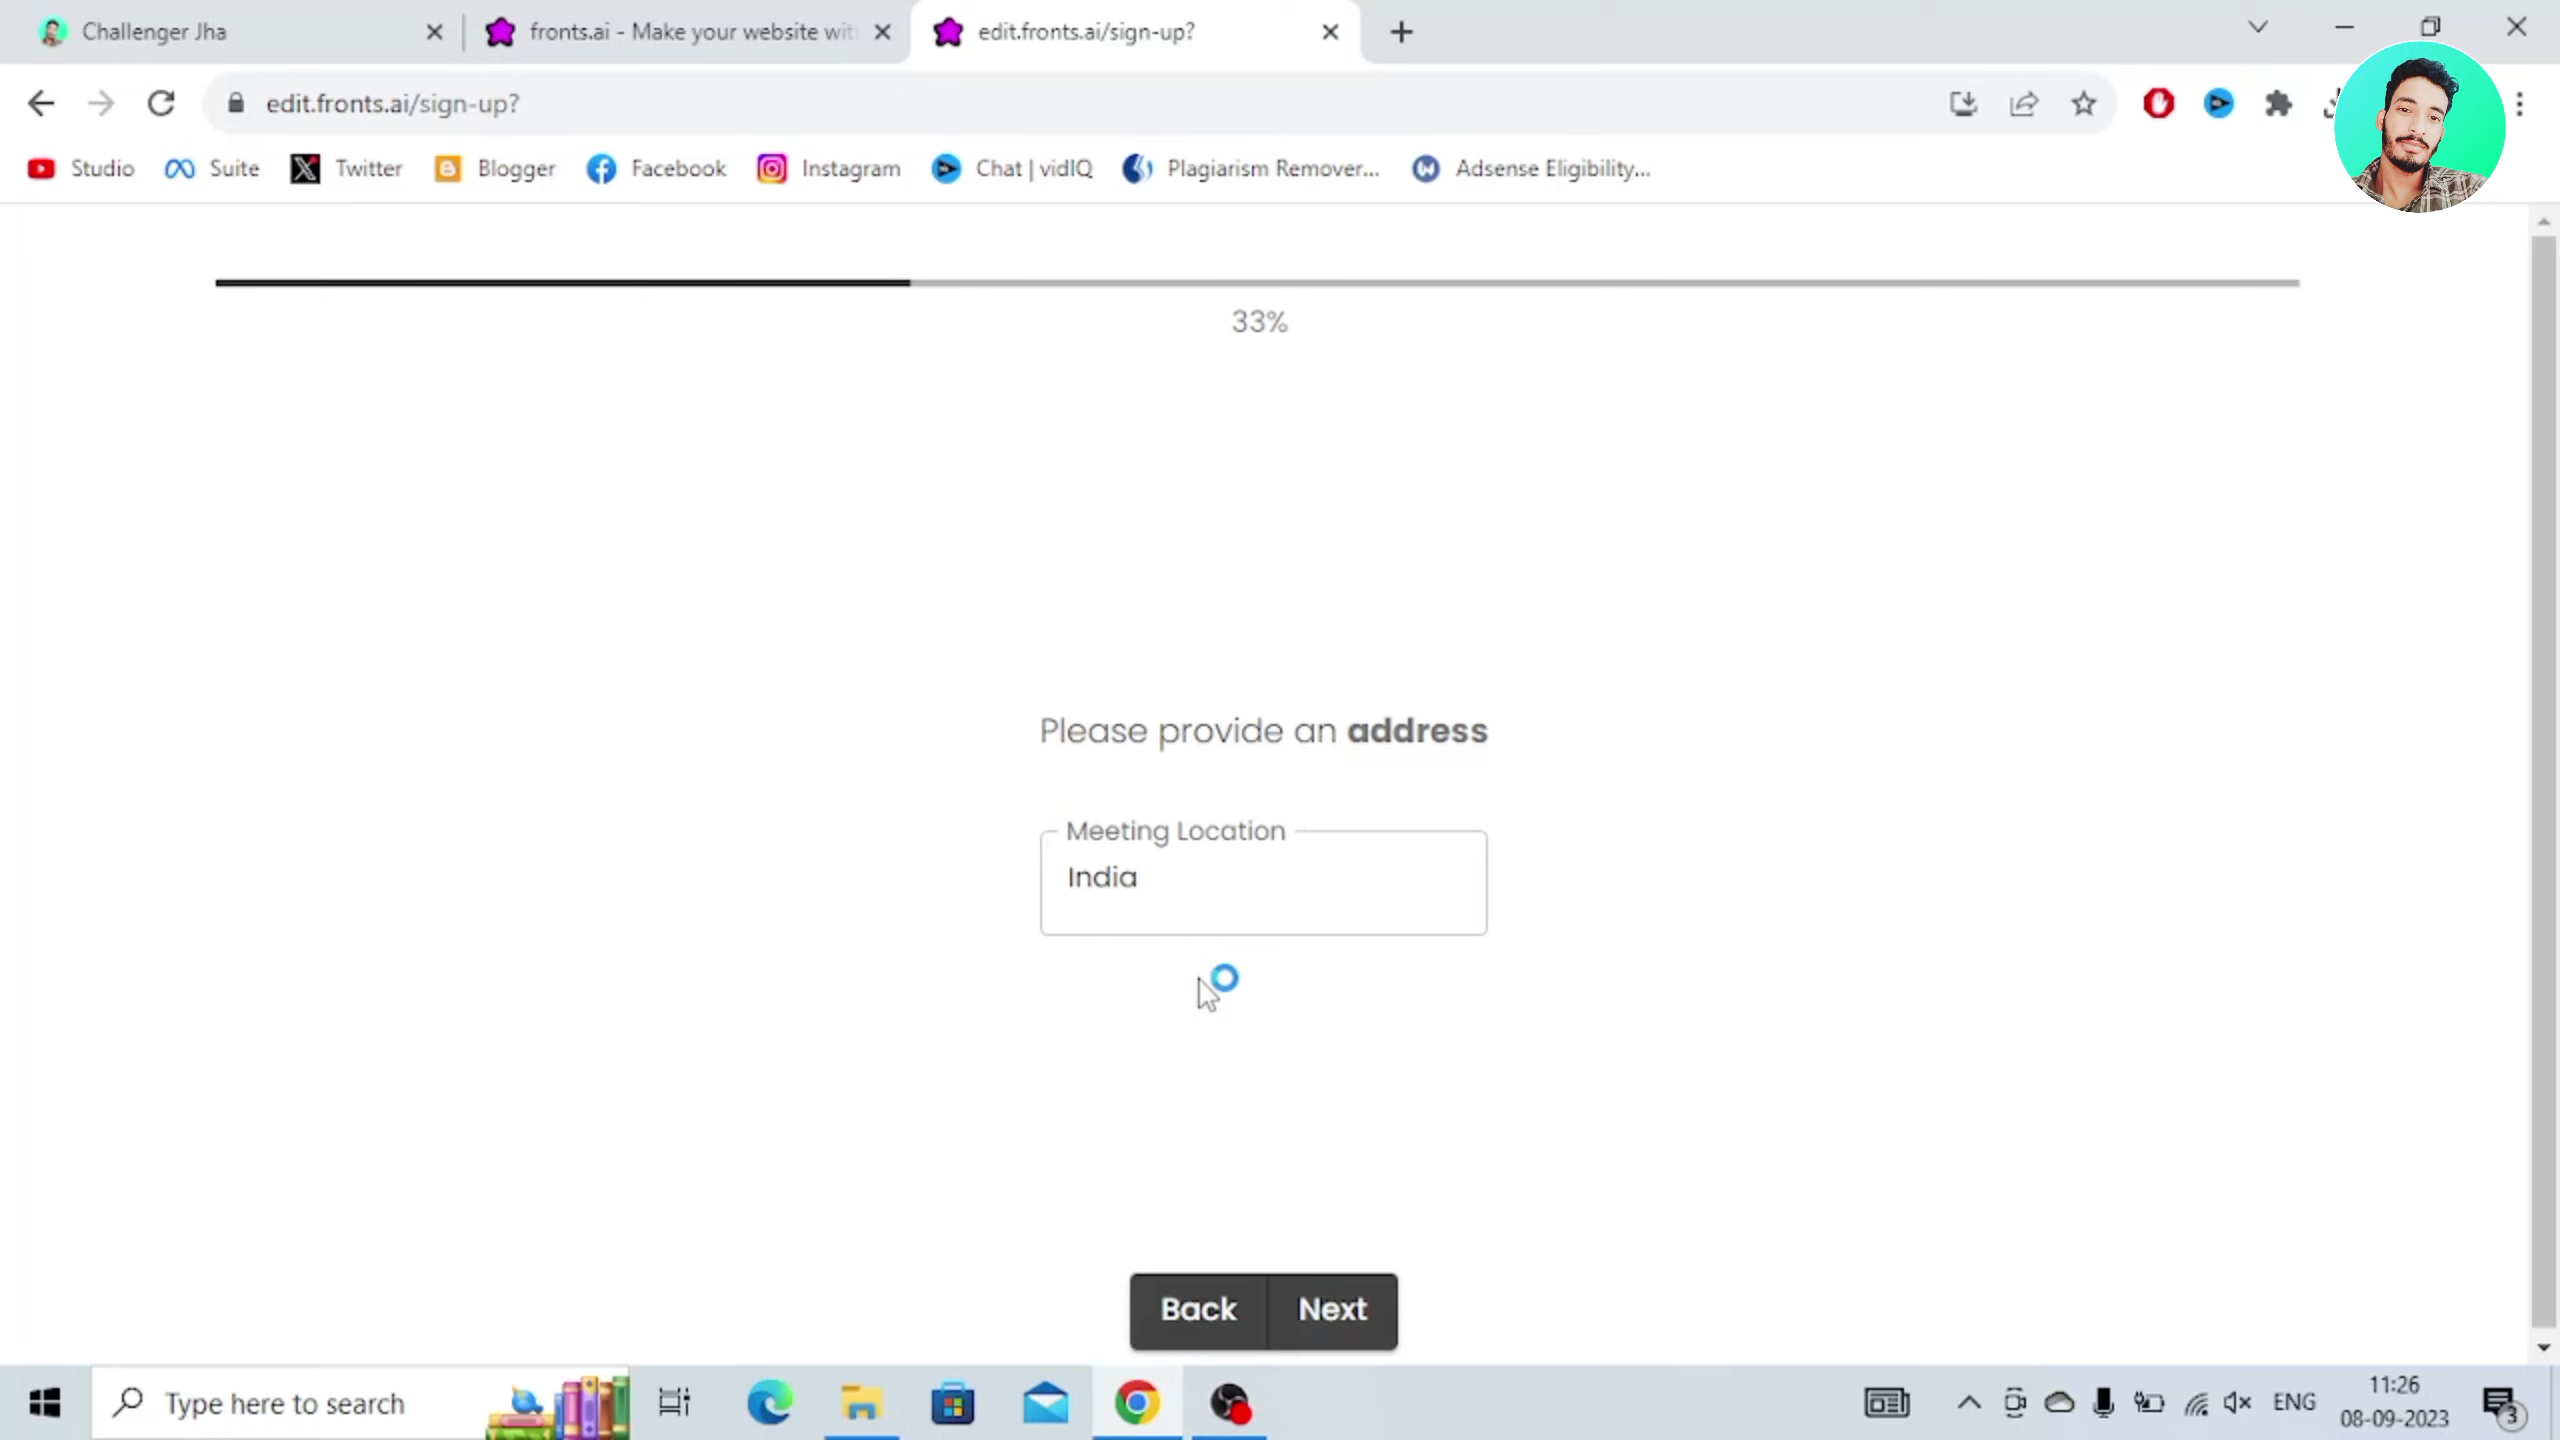 Challenger Jha
fronts.ai - Make your website wit
edit.fronts.ai/sign-up?
edit.fronts.ai/sign-up?
Studio
Suite
Twitter
Blogger
Facebook
Instagram
Chat | vidIQ
Plagiarism Remover...
Adsense Eligibility...
33%
Please provide an address
Meeting Location
India
Back
Next
Type here to search
ENG
11:26
08-09-2023
3